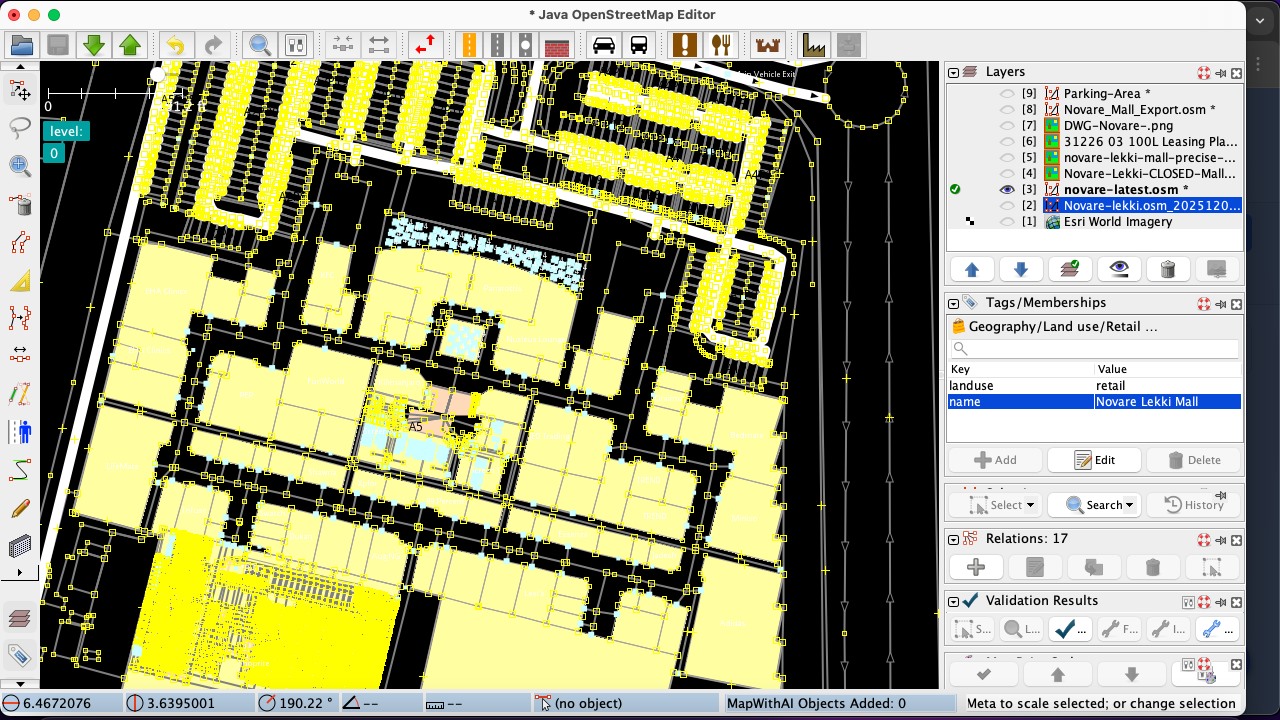 * Java OpenStreetMap Editor
0
level:
0
A5
Layers
[9] Parking-Area *
[8] Novare_Mall_Export.osm *
[7] DWG-Novare-.png
[6] 31226 03 100L Leasing Pla...
[5] novare-lekki-mall-precise-...
[4] Novare-Lekki-CLOSED-Mall...
[3] novare-latest.osm *
[2] Novare-lekki.osm_2025120...
[1] Esri World Imagery
Tags/Memberships
Geography/Land use/Retail ...
Key Value
landuse retail
name Novare Lekki Mall
Add Edit Delete
Select Search History
Relations: 17
Validation Results
S... L... ... F... I... ...
6.4672076 3.6395001 190.22 ° -- -- (no object) MapWithAI Objects Added: 0 Meta to scale selected; or change selection